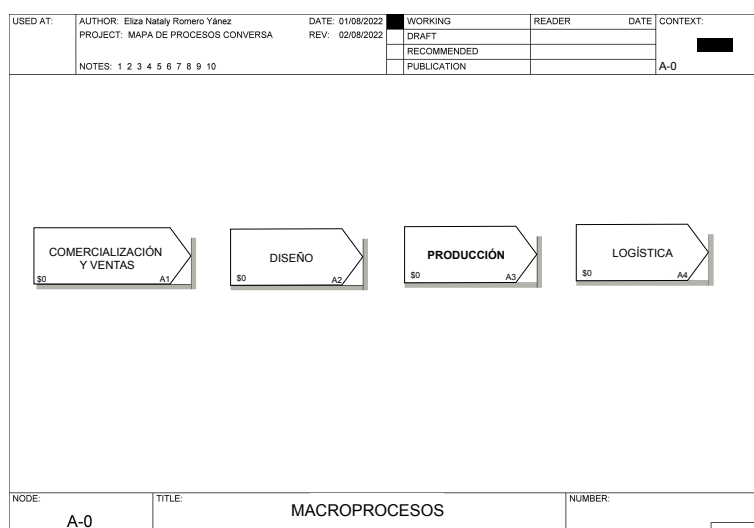 USED AT: AUTHOR: Eliza Nataly Romero Yánez DATE: 01/08/2022 WORKING READER DATE CONTEXT:
PROJECT: MAPA DE PROCESOS CONVERSA REV: 02/08/2022 DRAFT
RECOMMENDED
NOTES: 1 2 3 4 5 6 7 8 9 10 PUBLICATION A-0
COMERCIALIZACIÓN
Y VENTAS
$0 A1
DISEÑO
$0 A2
PRODUCCIÓN
$0 A3
LOGÍSTICA
$0 A4
NODE: TITLE: NUMBER:
A-0 MACROPROCESOS